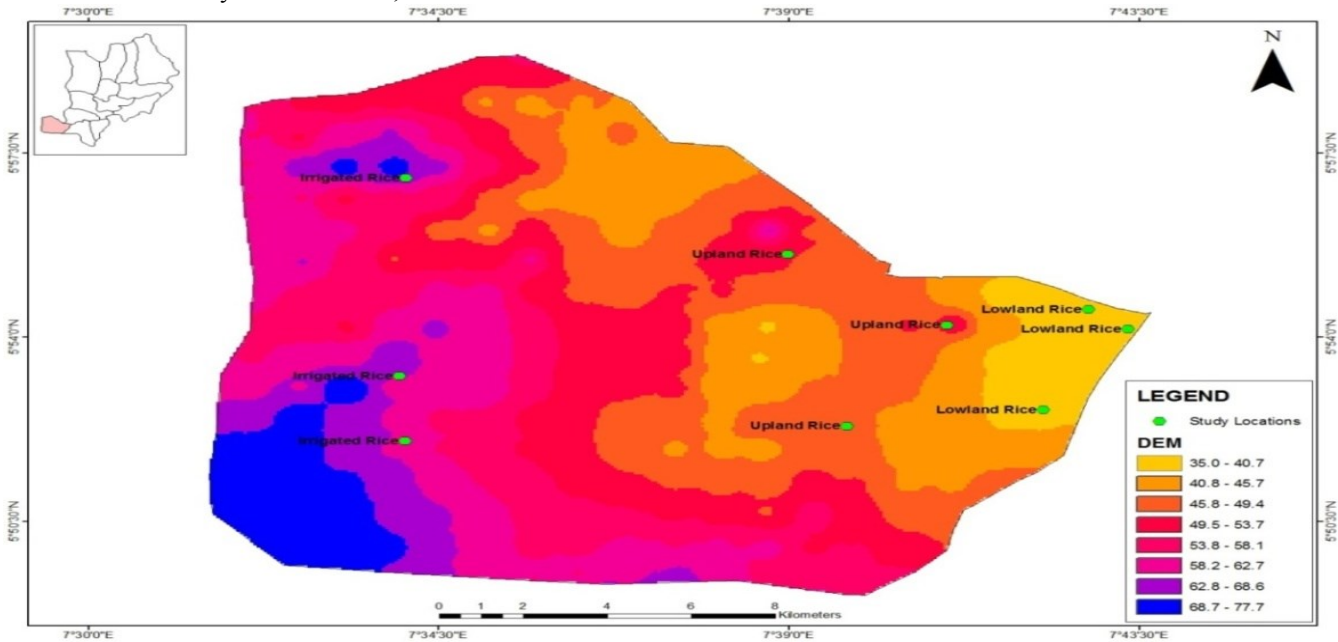 7°30'0"E 7°34'30"E 7°39'0"E 7°43'30"E
N
5°57'30"N 5°57'30"N
Irrigated Rice
Upland Rice
Lowland Rice
Upland Rice
Lowland Rice
5°54'0"N 5°54'0"N
Irrigated Rice
LEGEND
Lowland Rice
Study Locations
Upland Rice
Irrigated Rice
DEM
35.0 - 40.7
40.8 - 45.7
45.8 - 49.4
49.5 - 53.7
53.8 - 58.1
58.2 - 62.7
62.8 - 68.6
68.7 - 77.7
5°50'30"N 5°50'30"N
0 1 2 4 6 8
Kilometers
7°30'0"E 7°34'30"E 7°39'0"E 7°43'30"E